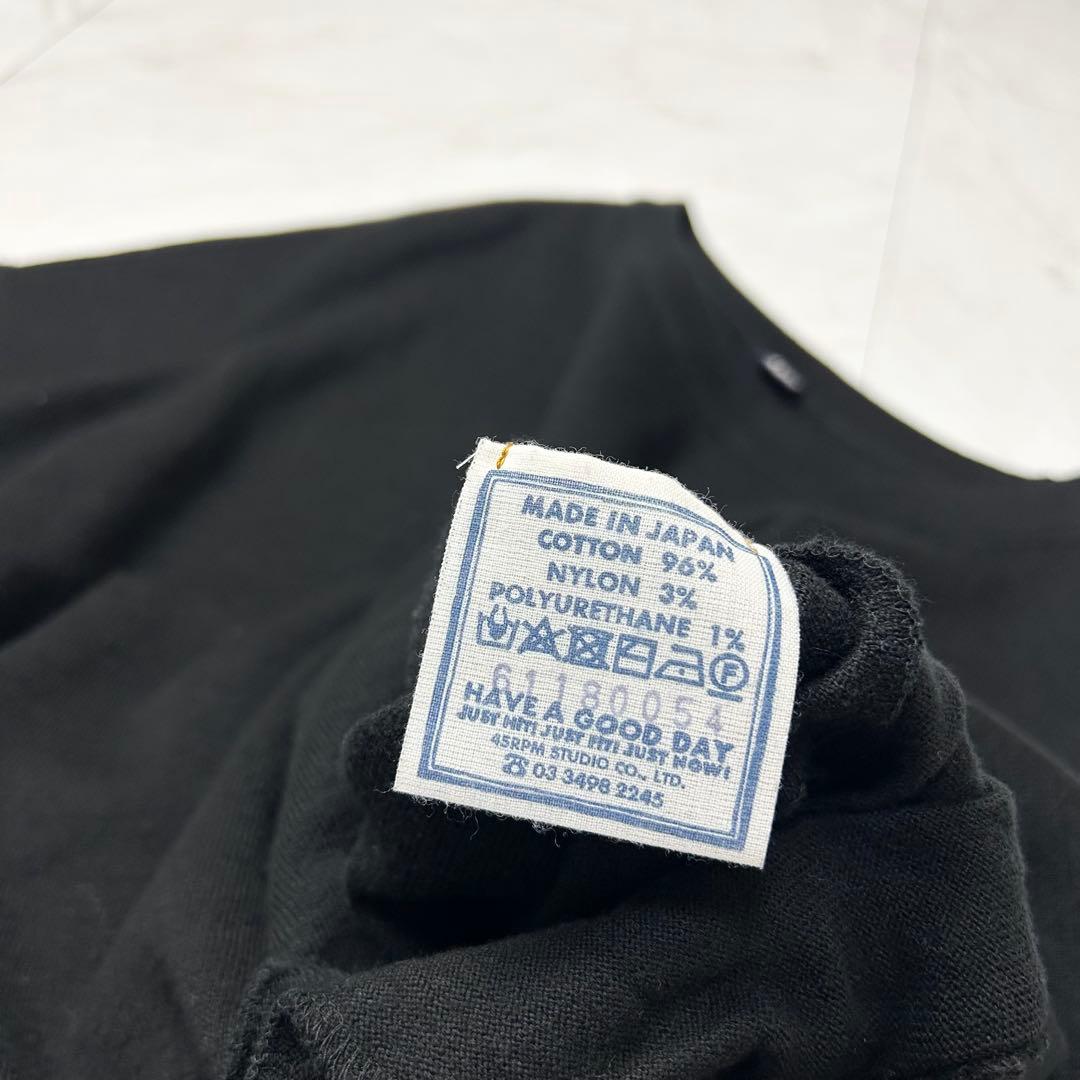 MADE IN JAPAN
COTTON 96%
NYLON 3%
POLYURETHANE 1%
P
61180054
HAVE A GOOD DAY
JUST HIT! JUST HIT! JUST NOW!
45RPM STUDIO CO., LTD.
☎ 03 3498 2245